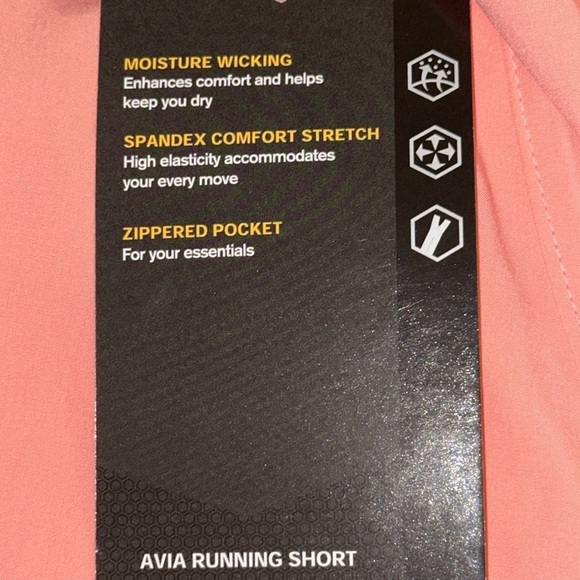 MOISTURE WICKING
Enhances comfort and helps
keep you dry
SPANDEX COMFORT STRETCH
High elasticity accommodates
your every move
ZIPPERED POCKET
For your essentials
AVIA RUNNING SHORT